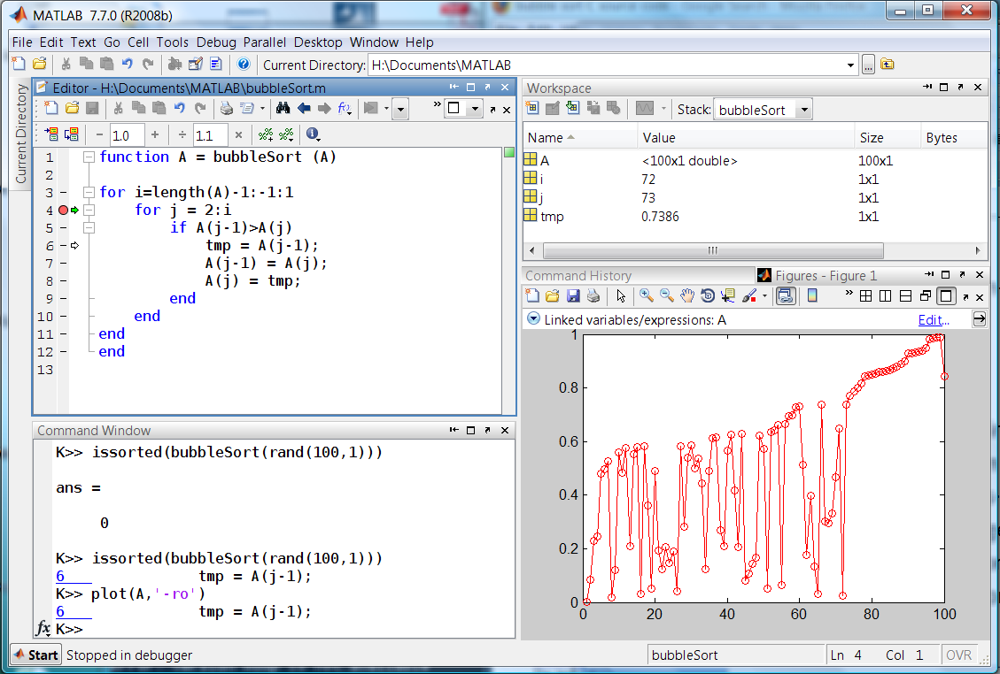 MATLAB 7.7.0 (R2008b)
File Edit Text Go Cell Tools Debug Parallel Desktop Window Help
Current Directory: H:\Documents\MATLAB
Current Directory
Editor - H:\Documents\MATLAB\bubbleSort.m
1.0
1.1
1 function A = bubbleSort (A)
2
3 for i=length(A)-1:-1:1
4 for j = 2:i
5 if A(j-1)>A(j)
6 tmp = A(j-1);
7 A(j-1) = A(j);
8 A(j) = tmp;
9 end
10 end
11 end
12 end
13
Command Window
K>> issorted(bubbleSort(rand(100,1)))
ans =
0
K>> issorted(bubbleSort(rand(100,1)))
6 tmp = A(j-1);
K>> plot(A,'-ro')
6 tmp = A(j-1);
fx K>>
Workspace
Stack: bubbleSort
Name Value Size Bytes
A <100x1 double> 100x1
i 72 1x1
j 73 1x1
tmp 0.7386 1x1
Command History
Figures - Figure 1
Linked variables/expressions: A
Edit...
1
0.8
0.6
0.4
0.2
0
0 20 40 60 80 100
Start Stopped in debugger
bubbleSort
Ln 4 Col 1 OVR